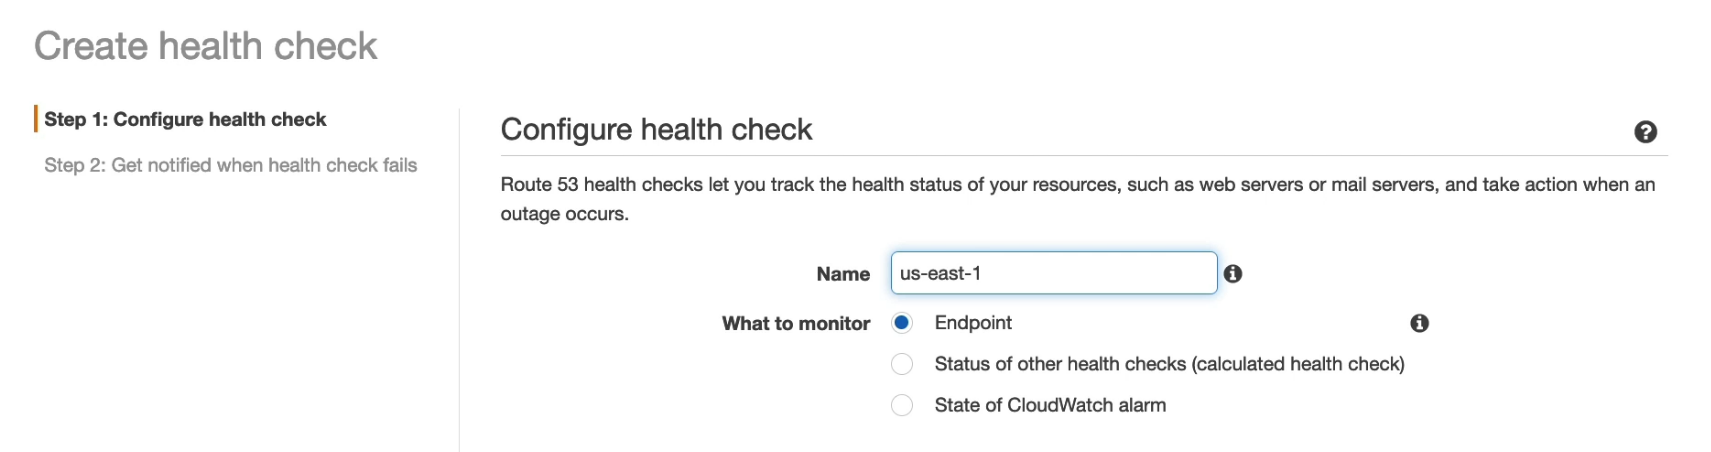 Create health check
Step 1: Configure health check
Step 2: Get notified when health check fails
Configure health check
Route 53 health checks let you track the health status of your resources, such as web servers or mail servers, and take action when an
outage occurs.
Name us-east-1
What to monitor Endpoint
Status of other health checks (calculated health check)
State of CloudWatch alarm